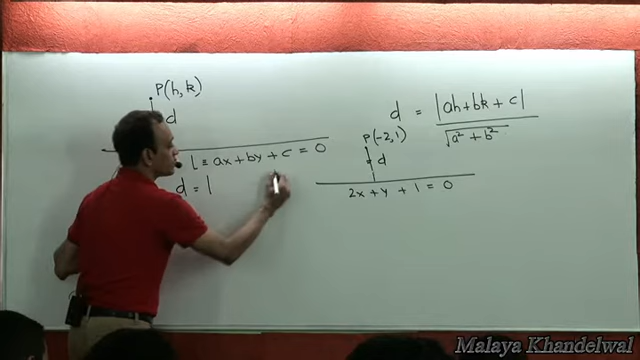 P(h, k)
d
L ≡ ax + by + c = 0
d = |
d = |ah + bk + c|
√a² + b²
P(-2, 1)
d
2x + y + 1 = 0
Malaya Khandelwal